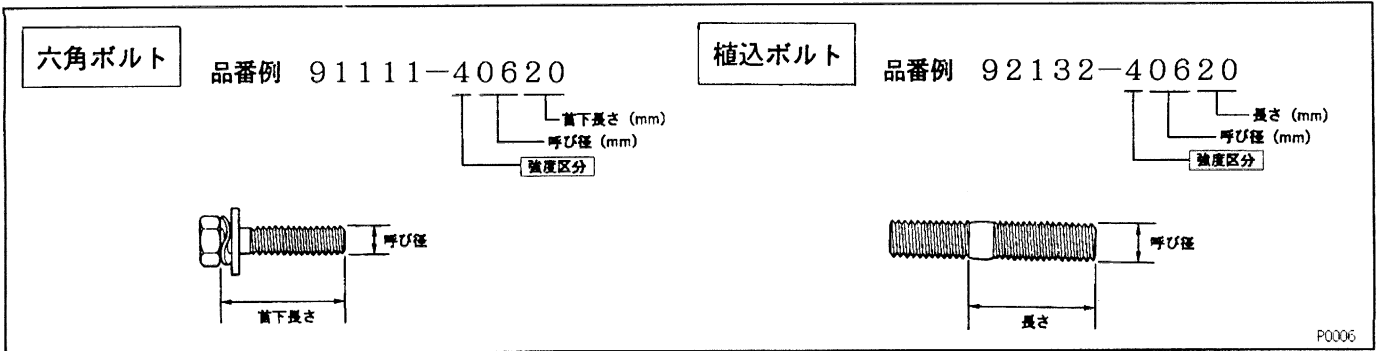 六角ボルト
品番例 91111-40620
首下長さ (mm)
呼び径 (mm)
強度区分
呼び径
首下長さ
植込ボルト
品番例 92132-40620
長さ (mm)
呼び径 (mm)
強度区分
呼び径
長さ
P0006